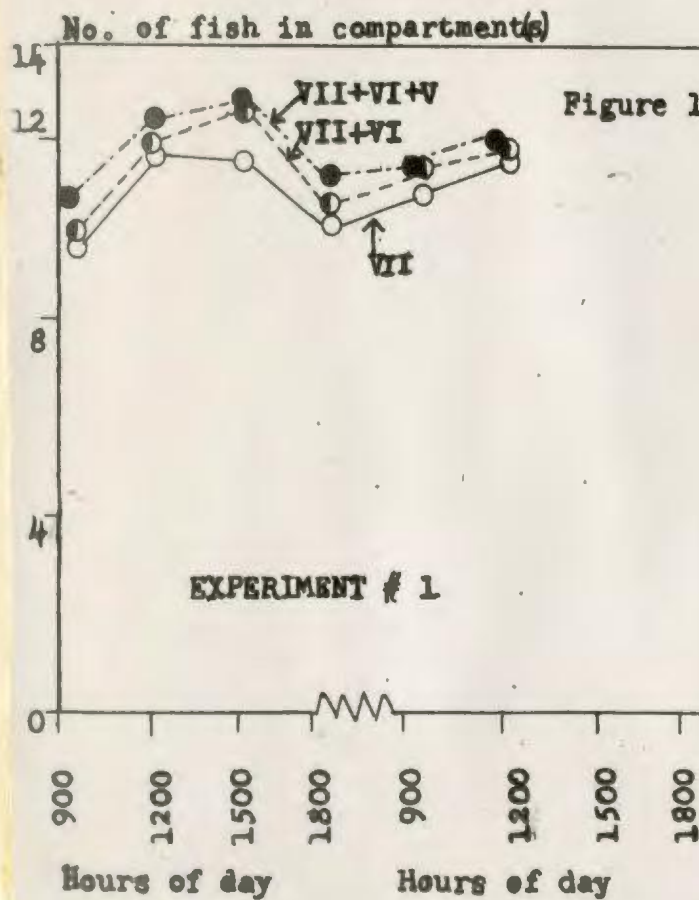 No. of fish in compartment(s)
14
VII+VI+V
Figure 1
12
VII+VI
VII
8
4
EXPERIMENT # 1
0
900 1200 1500 1800 900 1200 1500 1800
Hours of day Hours of day